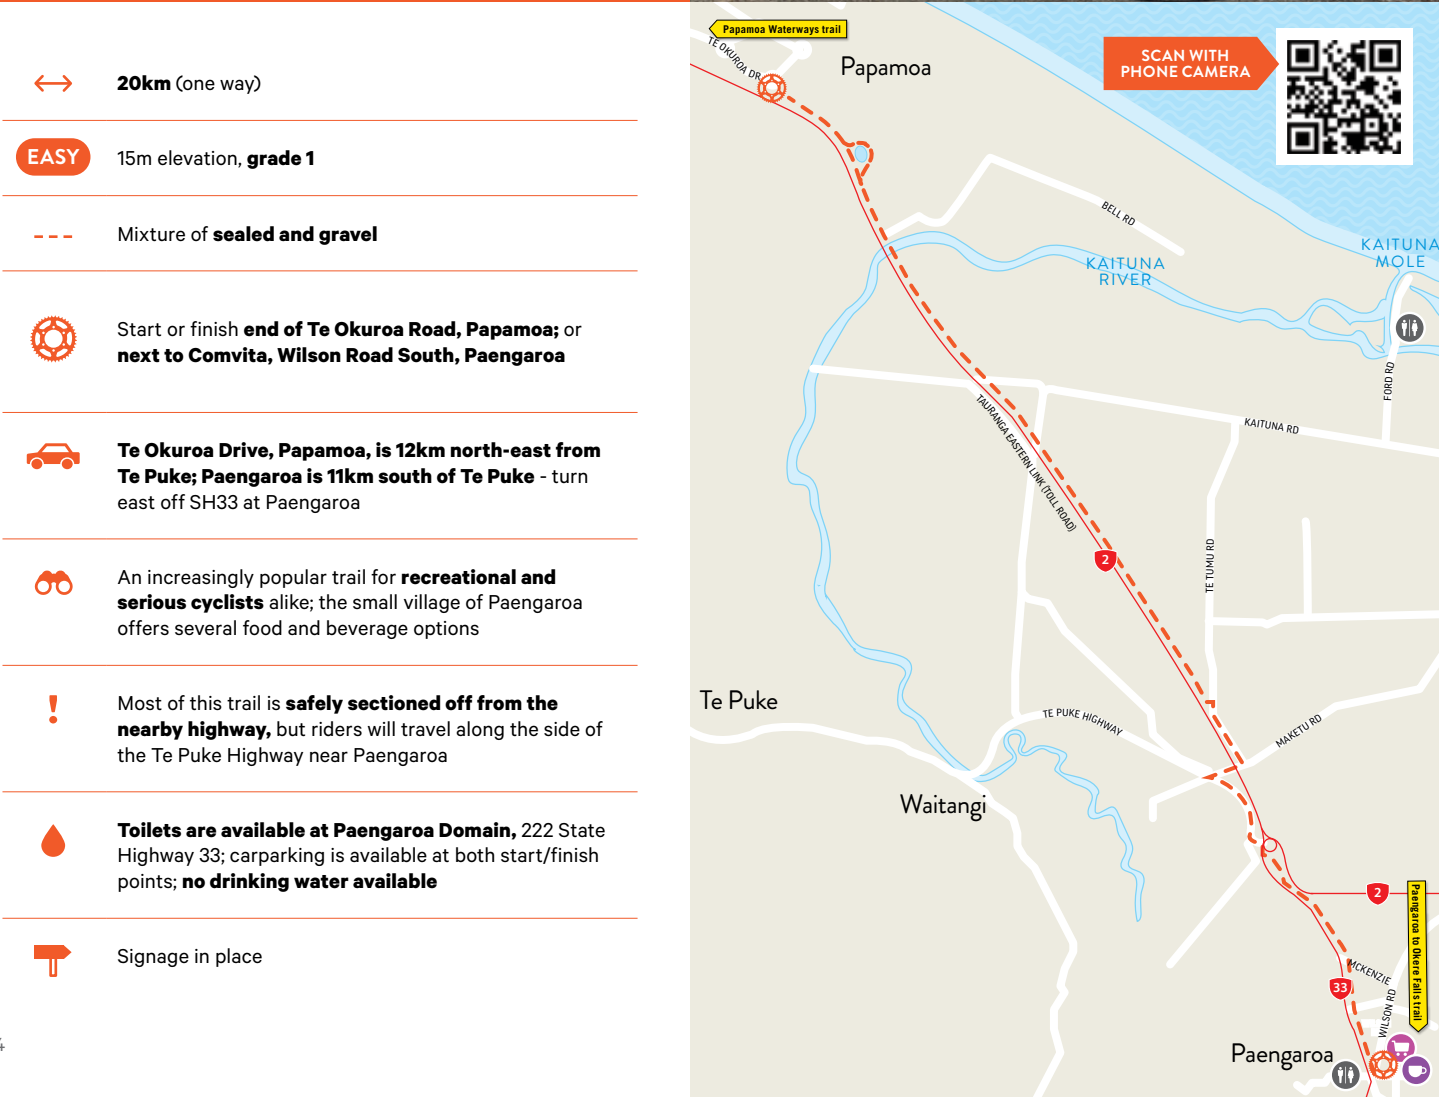 20km (one way)
EASY
15m elevation, grade 1
Mixture of sealed and gravel
Start or finish end of Te Okuroa Road, Papamoa; or
next to Comvita, Wilson Road South, Paengaroa
Te Okuroa Drive, Papamoa, is 12km north-east from
Te Puke; Paengaroa is 11km south of Te Puke - turn
east off SH33 at Paengaroa
An increasingly popular trail for recreational and
serious cyclists alike; the small village of Paengaroa
offers several food and beverage options
!
Most of this trail is safely sectioned off from the
nearby highway, but riders will travel along the side of
the Te Puke Highway near Paengaroa
Toilets are available at Paengaroa Domain, 222 State
Highway 33; carparking is available at both start/finish
points; no drinking water available
Signage in place
Papamoa Waterways trail
TE OKUROA DR
Papamoa
SCAN WITH
PHONE CAMERA
BELL RD
KAITUNA
RIVER
KAITUNA
MOLE
FORD RD
KAITUNA RD
TAURANGA EASTERN LINK (TOLL ROAD)
2
TE TUMU RD
Te Puke
TE PUKE HIGHWAY
MAKETU RD
Waitangi
2
Paengaroa to Okere Falls trail
MCKENZIE
33
WILSON RD
Paengaroa